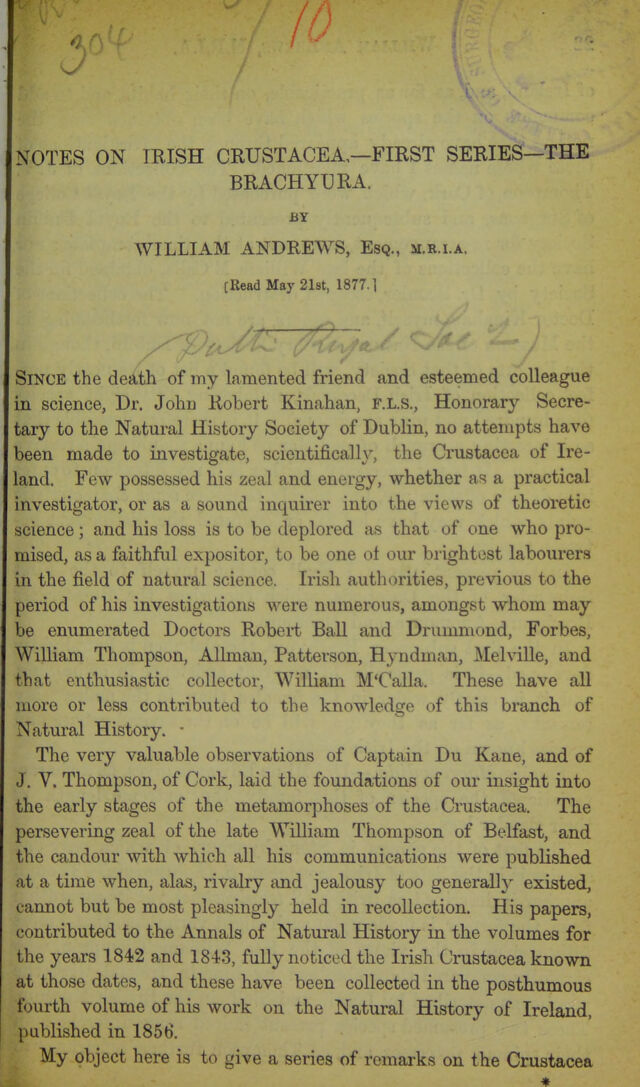 304
10
NOTES ON IRISH CRUSTACEA,—FIRST SERIES—THE
BRACHYURA.
BY
WILLIAM ANDREWS, Esq., M.R.I.A.
[Read May 21st, 1877.]
Royal Soc 2)
SINCE the death of my lamented friend and esteemed colleague
in science, Dr. John Robert Kinahan, F.L.S., Honorary Secre-
tary to the Natural History Society of Dublin, no attempts have
been made to investigate, scientifically, the Crustacea of Ire-
land. Few possessed his zeal and energy, whether as a practical
investigator, or as a sound inquirer into the views of theoretic
science; and his loss is to be deplored as that of one who pro-
mised, as a faithful expositor, to be one of our brightest labourers
in the field of natural science. Irish authorities, previous to the
period of his investigations were numerous, amongst whom may
be enumerated Doctors Robert Ball and Drummond, Forbes,
William Thompson, Allman, Patterson, Hyndman, Melville, and
that enthusiastic collector, William M'Calla. These have all
more or less contributed to the knowledge of this branch of
Natural History.
The very valuable observations of Captain Du Kane, and of
J. V. Thompson, of Cork, laid the foundations of our insight into
the early stages of the metamorphoses of the Crustacea. The
persevering zeal of the late William Thompson of Belfast, and
the candour with which all his communications were published
at a time when, alas, rivalry and jealousy too generally existed,
cannot but be most pleasingly held in recollection. His papers,
contributed to the Annals of Natural History in the volumes for
the years 1842 and 1843, fully noticed the Irish Crustacea known
at those dates, and these have been collected in the posthumous
fourth volume of his work on the Natural History of Ireland,
published in 1856.
My object here is to give a series of remarks on the Crustacea
*